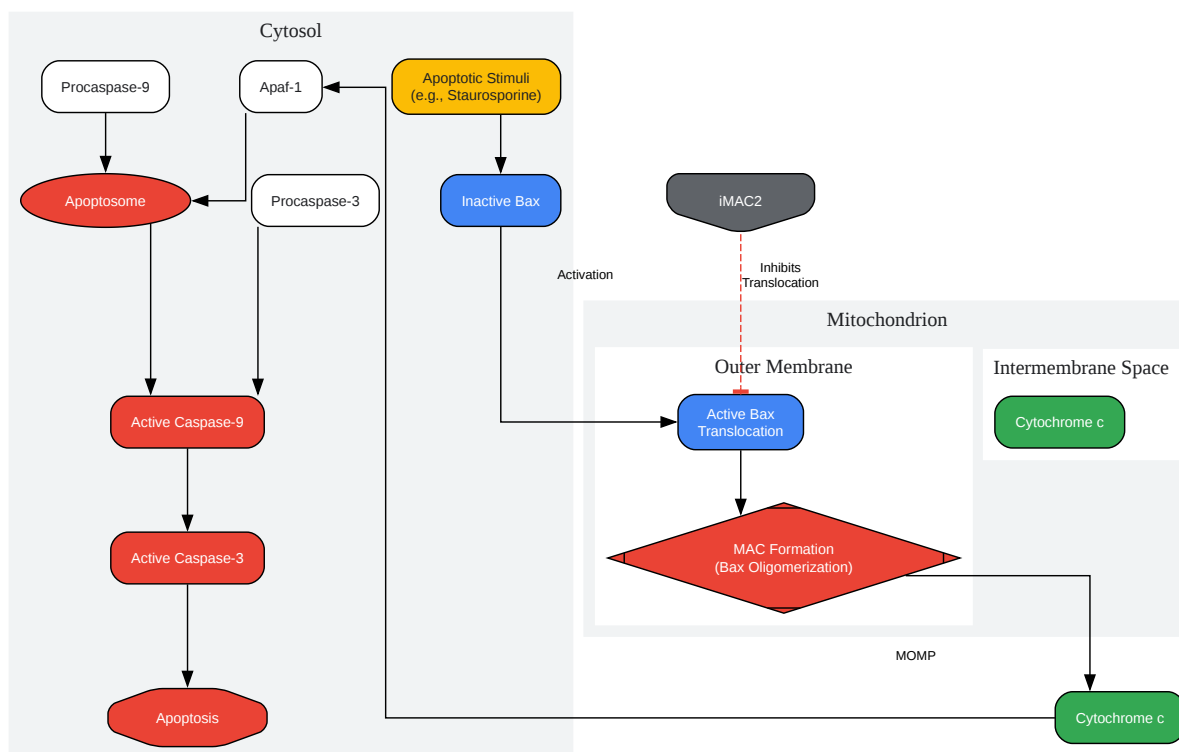 Cytosol
Procaspase-9
Apaf-1
Apoptotic Stimuli
(e.g., Staurosporine)
Apoptosome
Procaspase-3
Inactive Bax
iMAC2
Activation
Inhibits
Translocation
Mitochondrion
Outer Membrane
Intermembrane Space
Active Caspase-9
Active Bax
Translocation
Cytochrome c
Active Caspase-3
MAC Formation
(Bax Oligomerization)
MOMP
Apoptosis
Cytochrome c